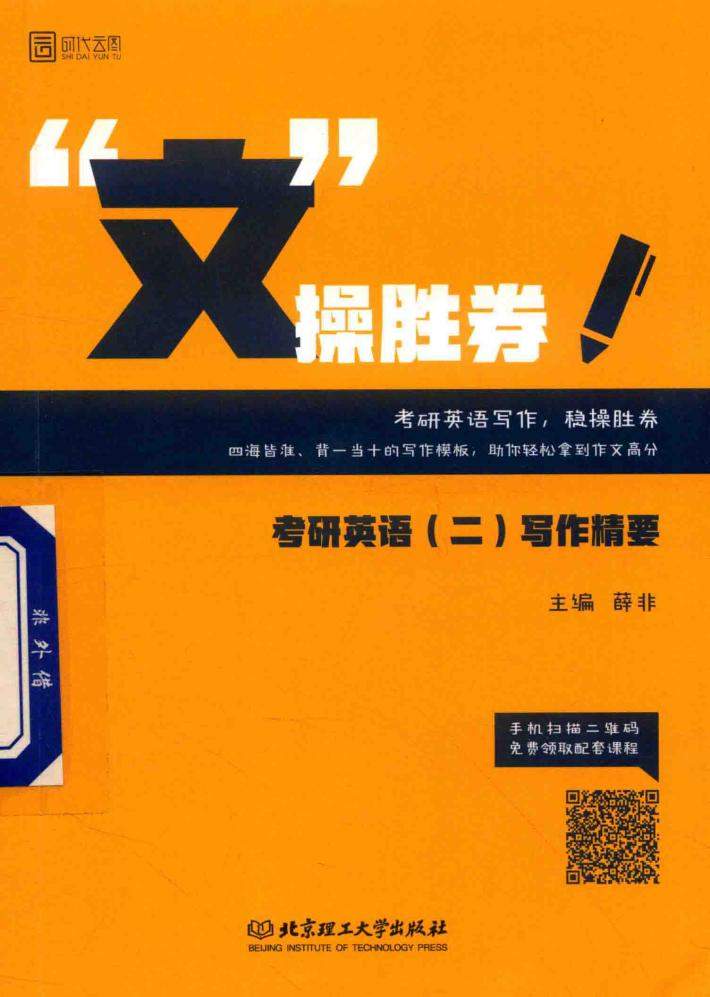 时代云图
SHI DAI YUN TU
“文”
操胜券
考研英语写作，稳操胜券
四海皆准、背一当十的写作模板，助你轻松拿到作文高分
考研英语（二）写作精要
主编 薛非
非外借
手机扫描二维码
免费领取配套课程
北京理工大学出版社
BEIJING INSTITUTE OF TECHNOLOGY PRESS